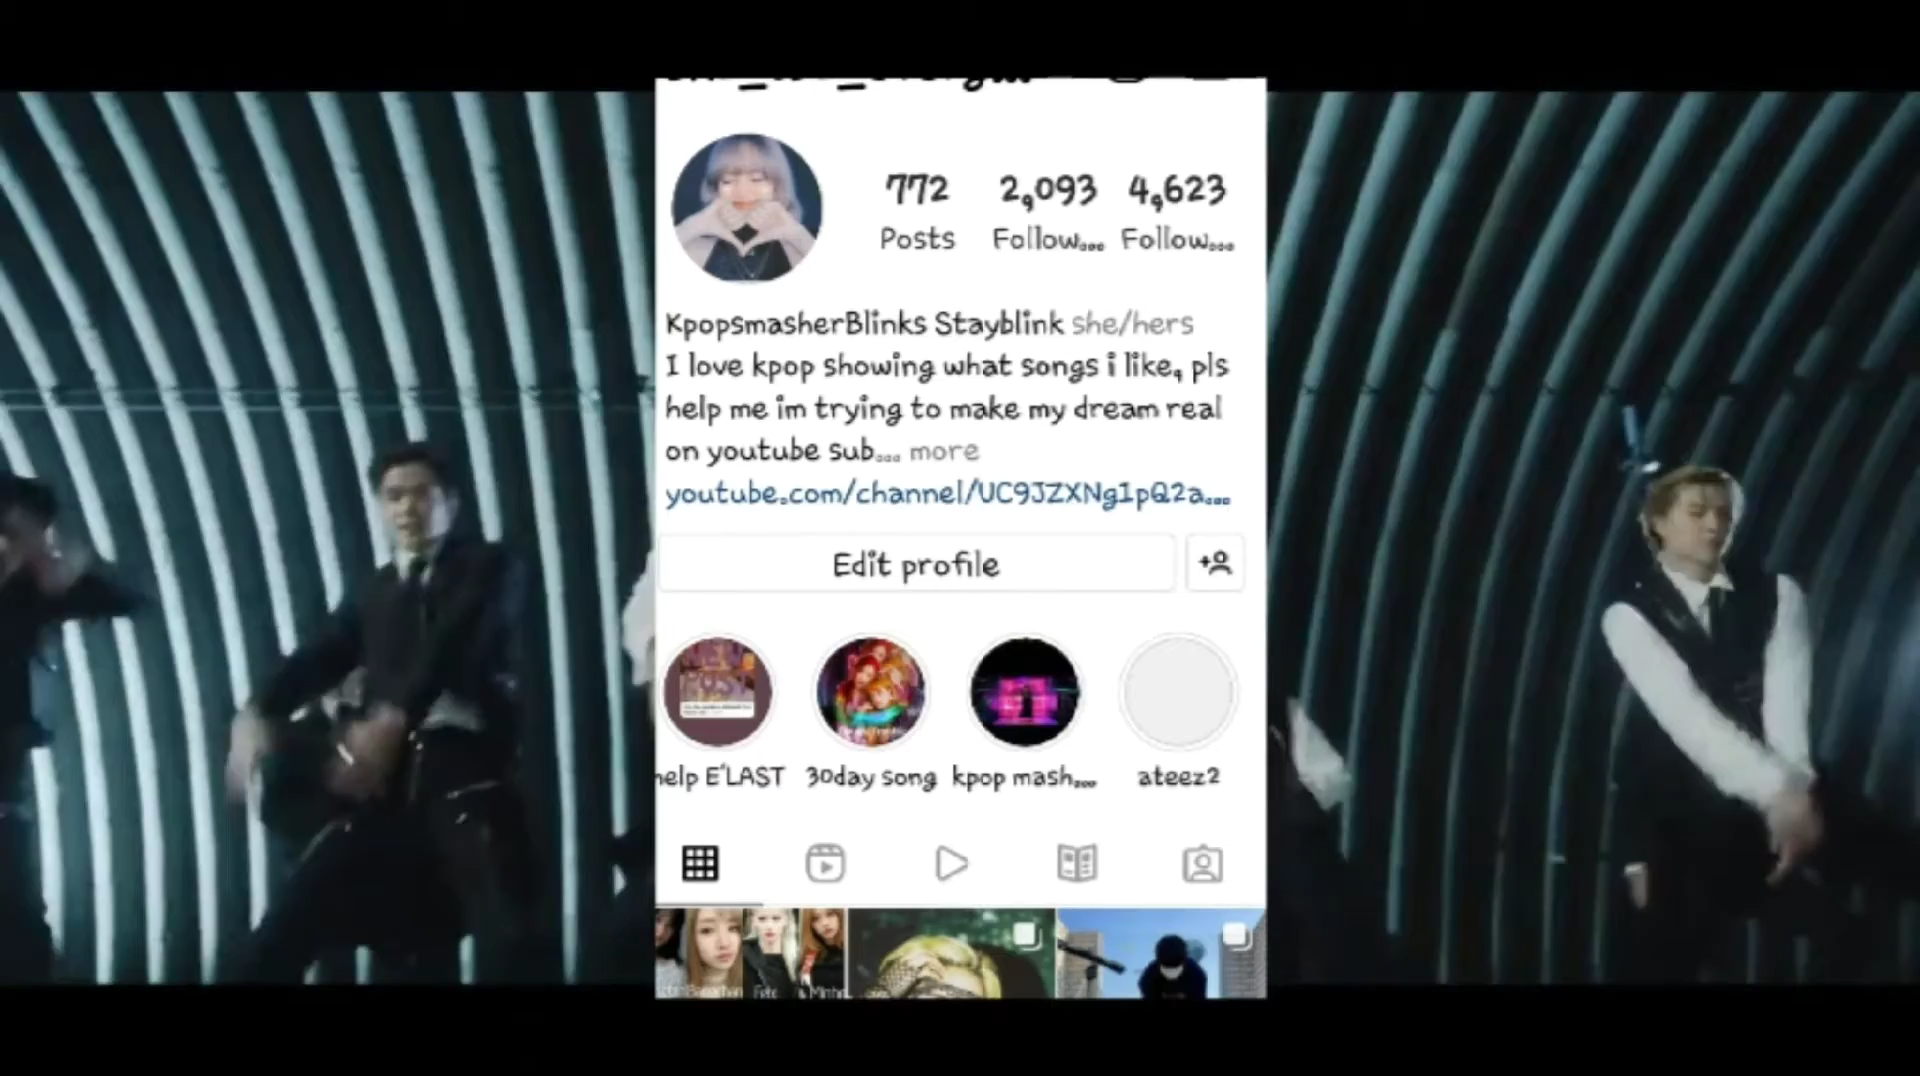 772 2,093 4,623
Posts Follow... Follow...
KpopsmasherBlinks Stayblink she/hers
I love kpop showing what songs i like, pls
help me im trying to make my dream real
on youtube sub... more
youtube.com/channel/UC9JZXNg1pQ2a...
Edit profile
help E'LAST 30day song kpop mash... ateez2